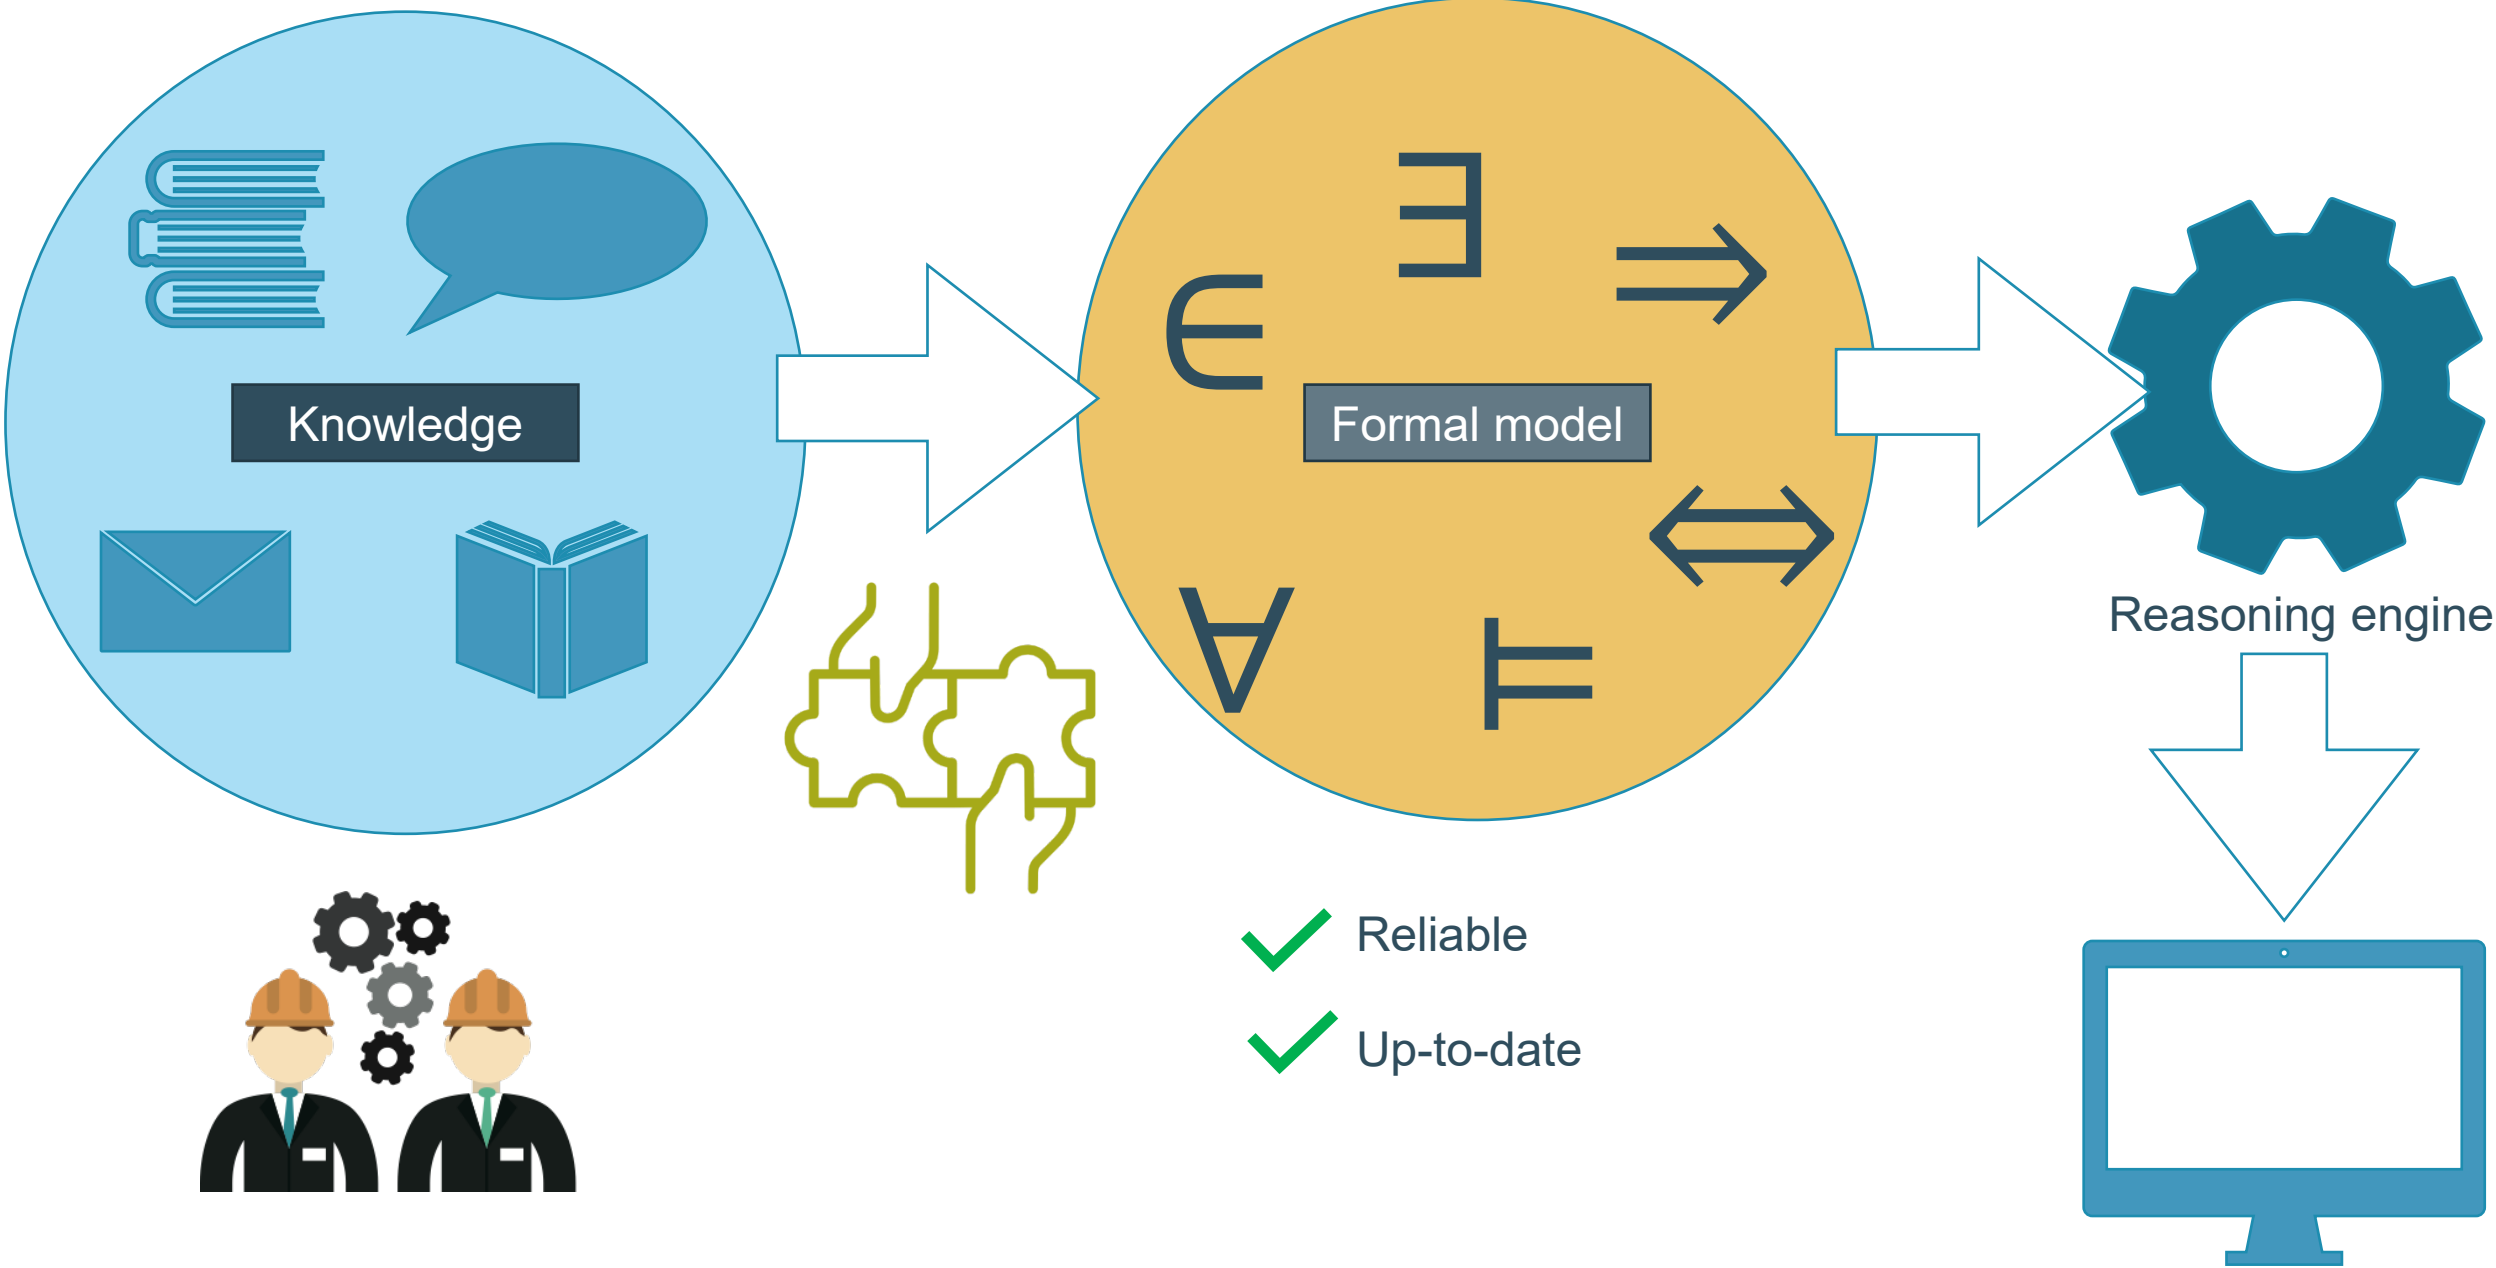 Knowledge
∃
⇒
∈
Formal model
⇔
∀
⊨
Reasoning engine
Reliable
Up-to-date